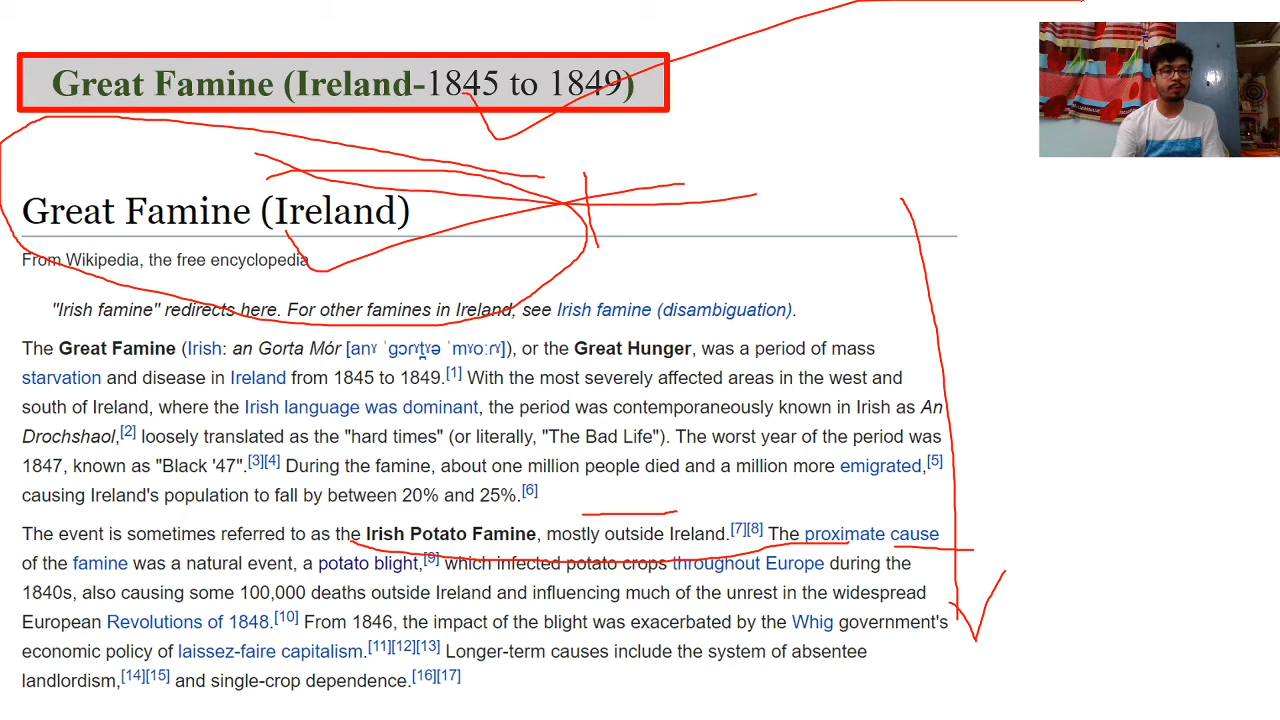 Great Famine (Ireland-1845 to 1849)
Great Famine (Ireland)
From Wikipedia, the free encyclopedia
"Irish famine" redirects here. For other famines in Ireland, see Irish famine (disambiguation).
The Great Famine (Irish: an Gorta Mór [anˠ ˈɡɔɾˠt̪ˠə ˈmˠoːɾˠ]), or the Great Hunger, was a period of mass
starvation and disease in Ireland from 1845 to 1849.[1] With the most severely affected areas in the west and
south of Ireland, where the Irish language was dominant, the period was contemporaneously known in Irish as An
Drochshaol,[2] loosely translated as the "hard times" (or literally, "The Bad Life"). The worst year of the period was
1847, known as "Black '47".[3][4] During the famine, about one million people died and a million more emigrated,[5]
causing Ireland's population to fall by between 20% and 25%.[6]
The event is sometimes referred to as the Irish Potato Famine, mostly outside Ireland.[7][8] The proximate cause
of the famine was a natural event, a potato blight,[9] which infected potato crops throughout Europe during the
1840s, also causing some 100,000 deaths outside Ireland and influencing much of the unrest in the widespread
European Revolutions of 1848.[10] From 1846, the impact of the blight was exacerbated by the Whig government's
economic policy of laissez-faire capitalism.[11][12][13] Longer-term causes include the system of absentee
landlordism,[14][15] and single-crop dependence.[16][17]